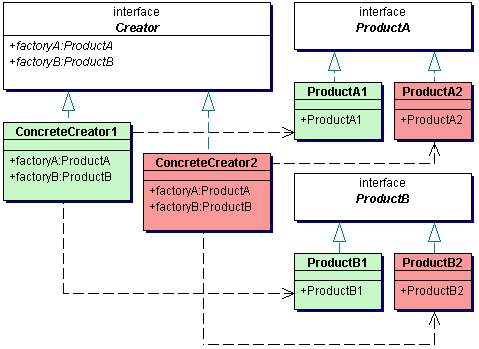 interface
Creator
+factoryA:ProductA
+factoryB:ProductB
interface
ProductA
ProductA1
+ProductA1
ProductA2
+ProductA2
ConcreteCreator1
+factoryA:ProductA
+factoryB:ProductB
ConcreteCreator2
+factoryA:ProductA
+factoryB:ProductB
interface
ProductB
ProductB1
+ProductB1
ProductB2
+ProductB2